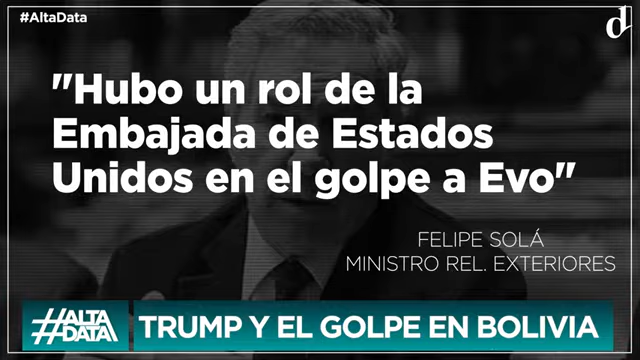 #AltaData
d
"Hubo un rol de la
Embajada de Estados
Unidos en el golpe a Evo"
FELIPE SOLÁ
MINISTRO REL. EXTERIORES
#ALTA
DATA
TRUMP Y EL GOLPE EN BOLIVIA